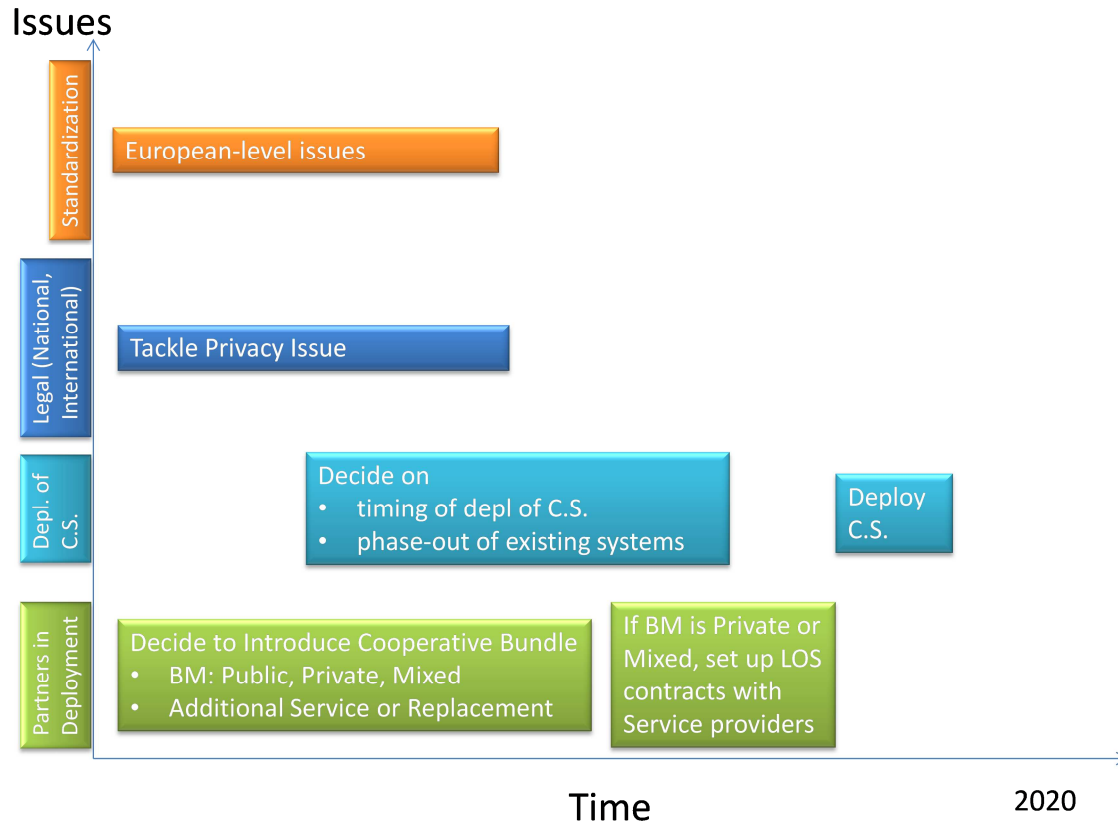 Issues
Standardization
European-level issues
Legal (National,
International)
Tackle Privacy Issue
Depl. of
C.S.
Decide on
• timing of depl of C.S.
• phase-out of existing systems
Deploy
C.S.
Partners in
Deployment
Decide to Introduce Cooperative Bundle
• BM: Public, Private, Mixed
• Additional Service or Replacement
If BM is Private or
Mixed, set up LOS
contracts with
Service providers
Time
2020